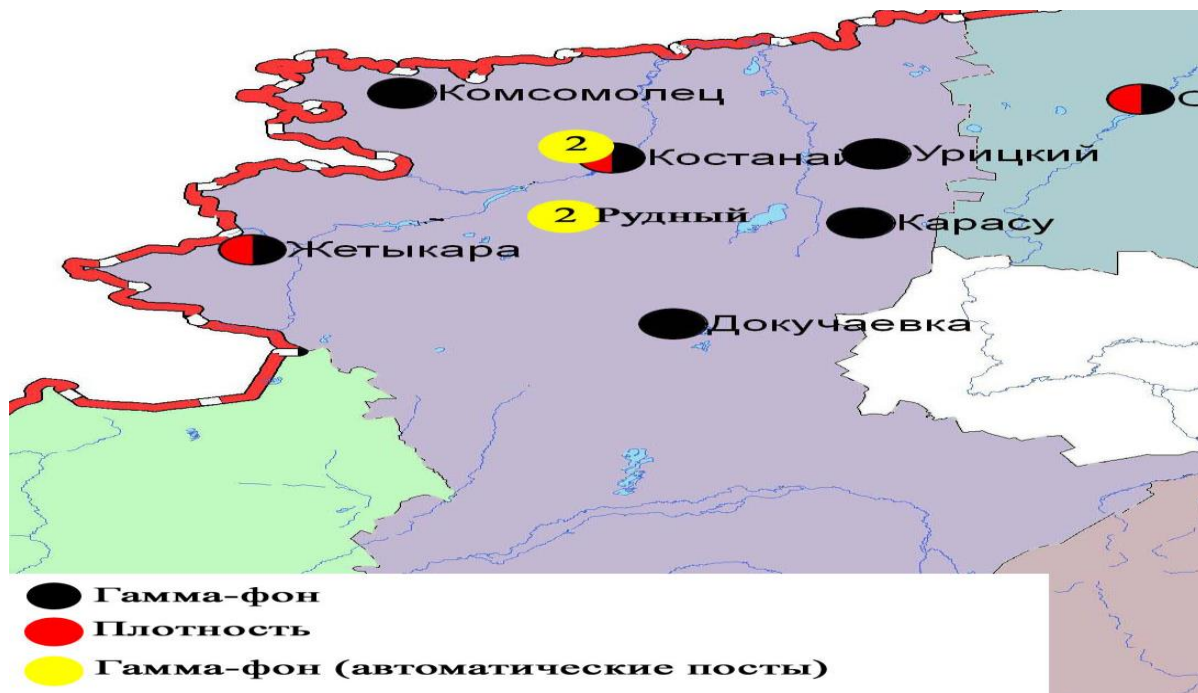 Комсомолец
2
Костанай
Урицкий
2 Рудный
Карасу
Жетыкара
Докучаевка
Гамма-фон
Плотность
Гамма-фон (автоматические посты)